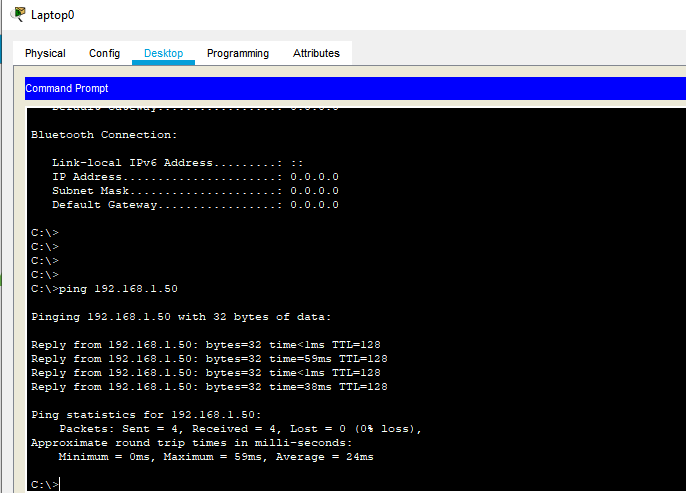 Laptop0
Physical Config Desktop Programming Attributes
Command Prompt
Default Gateway.................: 0.0.0.0
Bluetooth Connection:
Link-local IPv6 Address.........: ::
IP Address......................: 0.0.0.0
Subnet Mask.....................: 0.0.0.0
Default Gateway.................: 0.0.0.0
C:\>
C:\>
C:\>
C:\>
C:\>ping 192.168.1.50
Pinging 192.168.1.50 with 32 bytes of data:
Reply from 192.168.1.50: bytes=32 time<1ms TTL=128
Reply from 192.168.1.50: bytes=32 time=59ms TTL=128
Reply from 192.168.1.50: bytes=32 time<1ms TTL=128
Reply from 192.168.1.50: bytes=32 time=38ms TTL=128
Ping statistics for 192.168.1.50:
Packets: Sent = 4, Received = 4, Lost = 0 (0% loss),
Approximate round trip times in milli-seconds:
Minimum = 0ms, Maximum = 59ms, Average = 24ms
C:\>